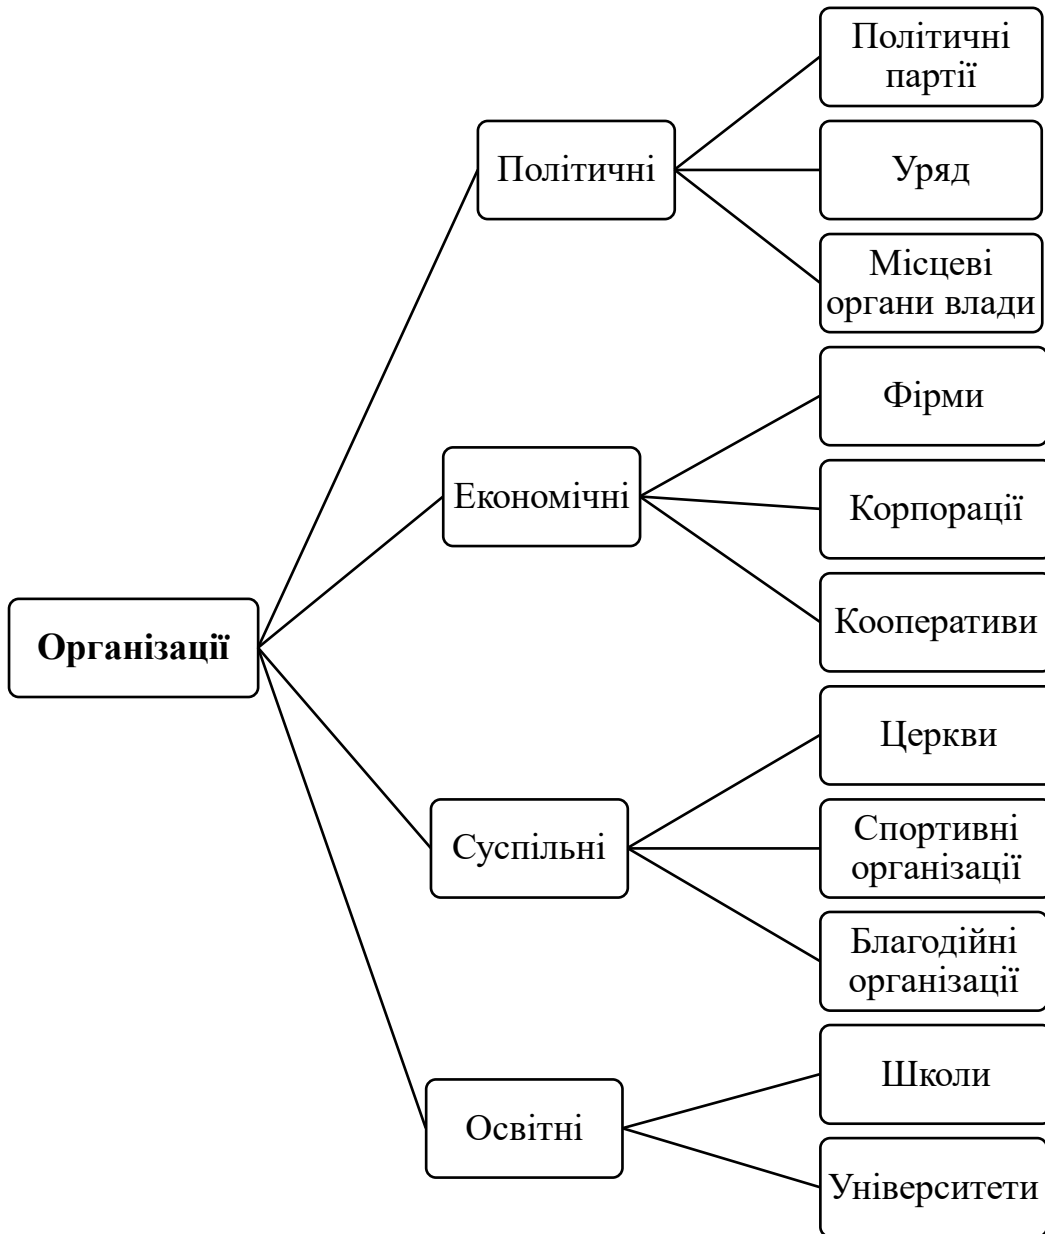 Організації
Політичні
Політичні
партії
Уряд
Місцеві
органи влади
Економічні
Фірми
Корпорації
Кооперативи
Суспільні
Церкви
Спортивні
організації
Благодійні
організації
Освітні
Школи
Університети